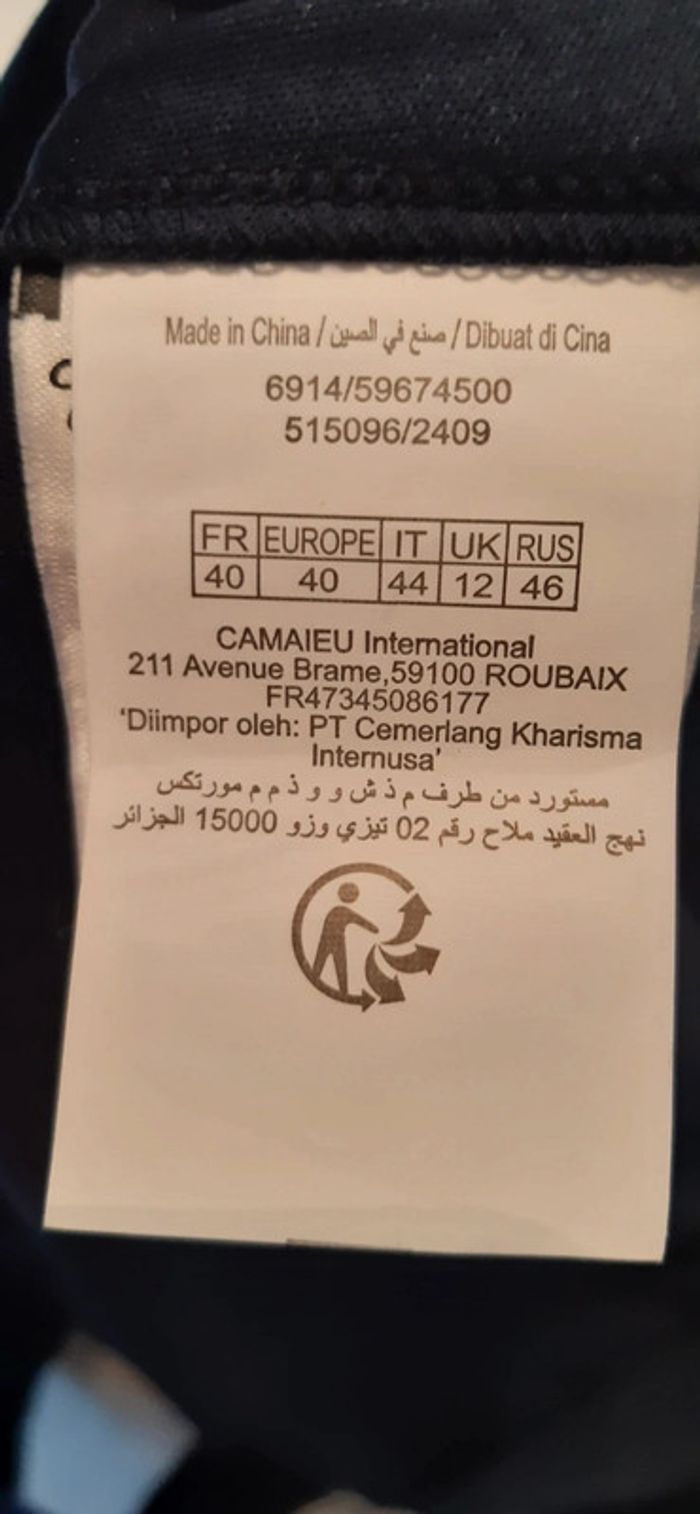 Made in China / صنع في الصين / Dibuat di Cina
6914/59674500
515096/2409
FR EUROPE IT UK RUS
40 40 44 12 46
CAMAIEU International
211 Avenue Brame,59100 ROUBAIX
FR47345086177
'Diimpor oleh: PT Cemerlang Kharisma
Internusa'
مستورد من طرف م ذ ش و و ذ م م مورتكس
نهج العقيد ملاح رقم 02 تيزي وزو 15000 الجزائر